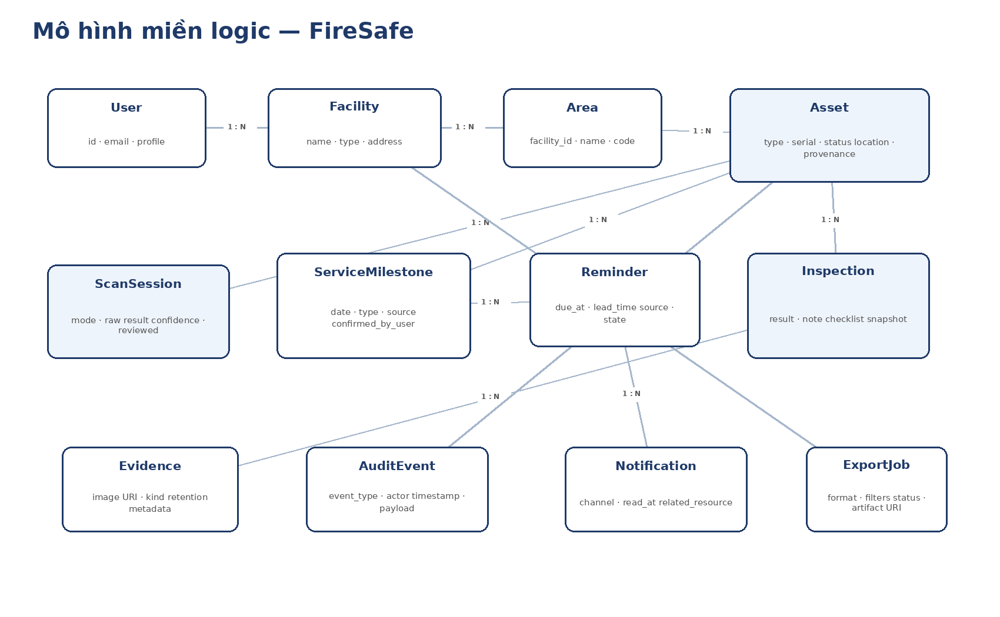 Mô hình miền logic — FireSafe
User
id · email · profile
1 : N
Facility
name · type · address
1 : N
Area
facility_id · name · code
1 : N
Asset
type · serial · status location ·
provenance
1 : N
1 : N
1 : N
ScanSession
mode · raw result confidence ·
reviewed
ServiceMilestone
date · type · source
confirmed_by_user
1 : N
Reminder
due_at · lead_time source ·
state
Inspection
result · note checklist snapshot
1 : N
1 : N
Evidence
image URI · kind retention
metadata
AuditEvent
event_type · actor timestamp ·
payload
Notification
channel · read_at related_resource
ExportJob
format · filters status ·
artifact URI